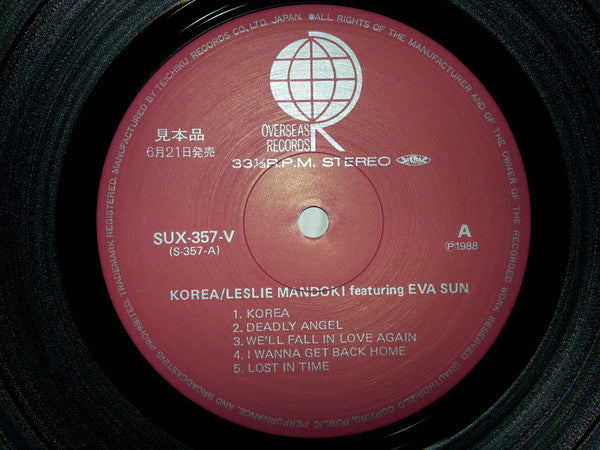 TRADEMARK REGISTERED. MANUFACTURED BY TEICHIKU RECORDS CO., LTD. JAPAN. ℗ALL RIGHTS OF THE MANUFACTURER AND OF THE OWNER OF THE RECORDED WORK RESERVED UNAUTHORIZED COPYING, PUBLIC PERFORMANCE, AND BROADCASTING PROHIBITED.
OVERSEAS
RECORDS
見本品
6月21日発売
33⅓R.P.M. STEREO
SUX-357-V
(S-357-A)
A
℗1988
KOREA/LESLIE MANDOKI featuring EVA SUN
1. KOREA
2. DEADLY ANGEL
3. WE'LL FALL IN LOVE AGAIN
4. I WANNA GET BACK HOME
5. LOST IN TIME